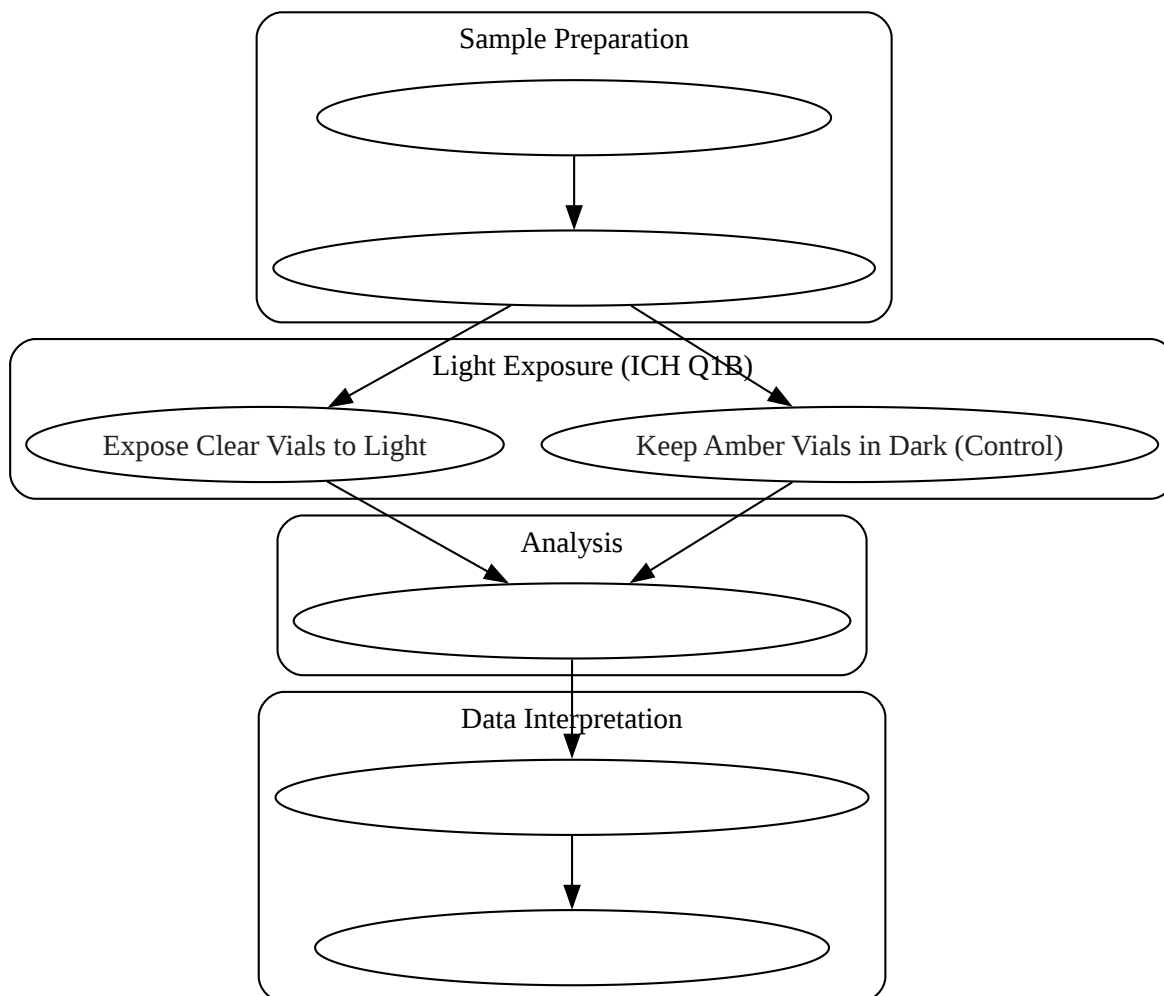 Sample Preparation
Light Exposure (ICH Q1B)
Expose Clear Vials to Light
Keep Amber Vials in Dark (Control)
Analysis
Data Interpretation